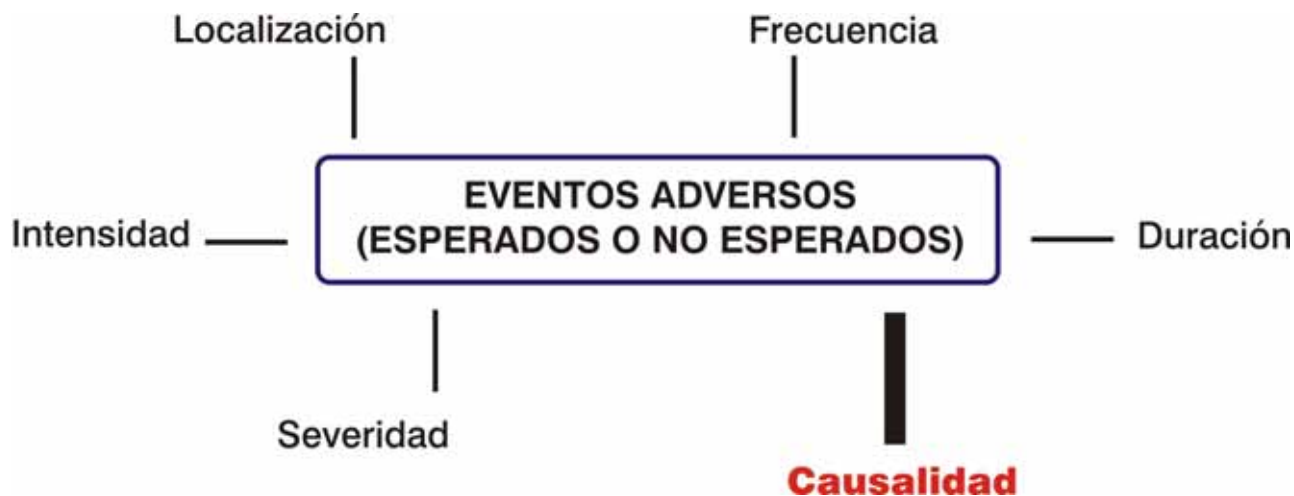 Localización
Frecuencia
EVENTOS ADVERSOS
(ESPERADOS O NO ESPERADOS)
Intensidad
Duración
Severidad
Causalidad